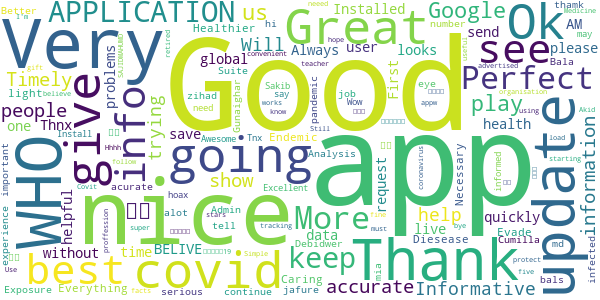 Good
app
nice
Very
Great
Thank
WHO
covid
going
best
update
give
info
Ok
see
Perfect
More
keep
APPLICATION
us
Google
Will
play
Timely
people
Informative
accurate
information
help
helpful
show
trying
global
Healthier
Installed
Always
user
looks
send
number
AM
please
may
Bala
Medicine
Better
I'm
hi
light
believe
gift
convenient
hope
retired
teacher
Suite
zihad
say
need
Sakib
job
pandemic
Wow
works
know
First
eye
one
problems
Thnx
Install
save
Gunaighar
Endemic
Analysis
Necessary
health
advertised
useful
organisation
using
Still
Awesome
Tnx
request
coronavirus
informed
load
Akid
starting
quickly
Evade
Cumilla
Diesease
md
infected
important
experience
without
acurate
hoax
follow
Hhhh
alot
Admin
tell
tracking
Excellent
data
live
Debidwer
mia
Caring
jafure
serious
continue
time
BELIVE
proffession
super
stars
Simple
facts
must
bye
five
protect
bals
Exposure
Everything
Use
Covit
thamk
appm